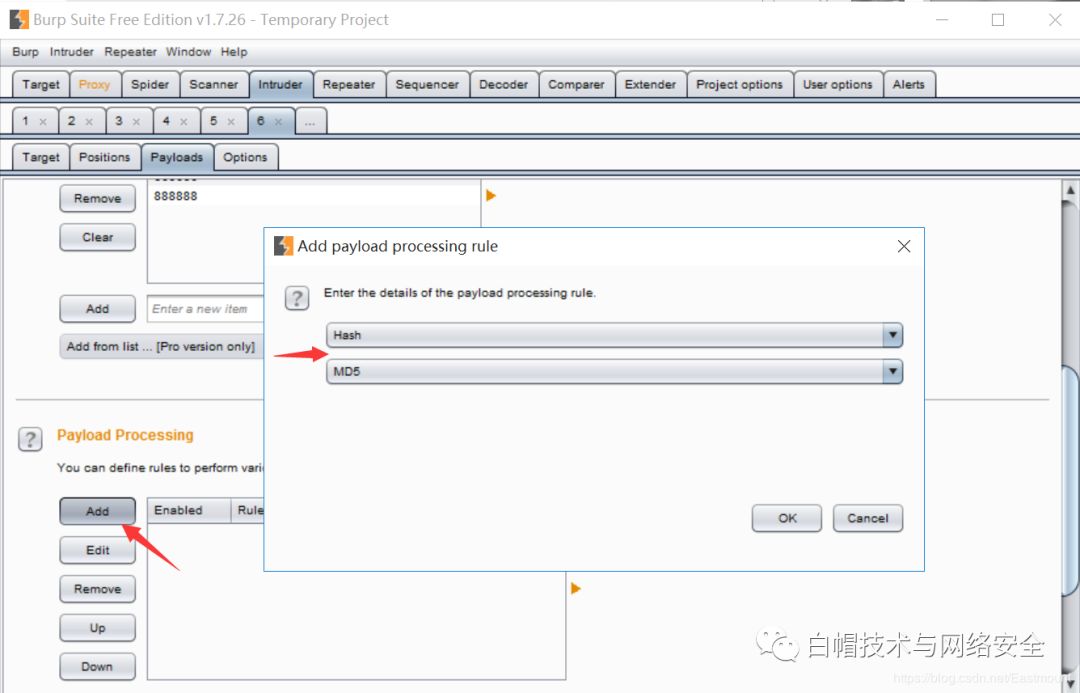 Burp Suite Free Edition v1.7.26 - Temporary Project
Burp Intruder Repeater Window Help
Target Proxy Spider Scanner Intruder Repeater Sequencer Decoder Comparer Extender Project options User options Alerts
1 × 2 × 3 × 4 × 5 × 6 × ...
Target Positions Payloads Options
Remove
888888
Clear
Add payload processing rule
? Enter the details of the payload processing rule.
Add
Enter a new item
Hash
Add from list ... [Pro version only]
MD5
? Payload Processing
You can define rules to perform vari
Add
Enabled Rule
OK Cancel
Edit
Remove
Up
Down
白帽技术与网络安全
https://blog.csdn.net/Eastmount